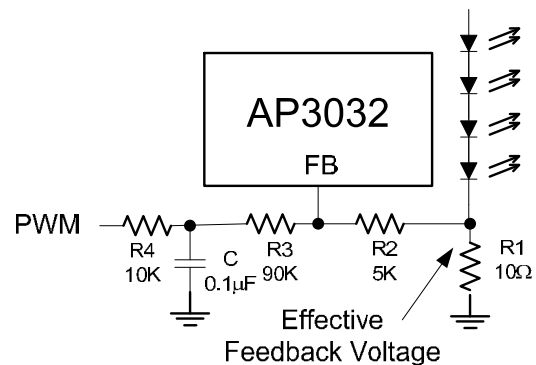 AP3032
FB
PWM
R4
10K
C
0.1µF
R3
90K
R2
5K
R1
10Ω
Effective
Feedback Voltage